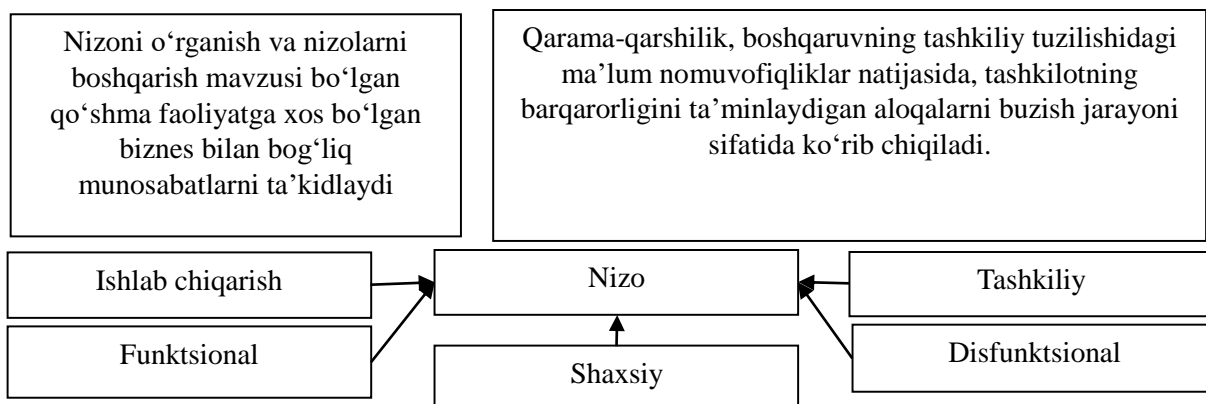 Nizoni o‘rganish va nizolarni
boshqarish mavzusi bo‘lgan
qo‘shma faoliyatga xos bo‘lgan
biznes bilan bog‘liq
munosabatlarni ta’kidlaydi
Qarama-qarshilik, boshqaruvning tashkiliy tuzilishidagi
ma’lum nomuvofiqliklar natijasida, tashkilotning
barqarorligini ta’minlaydigan aloqalarni buzish jarayoni
sifatida ko‘rib chiqiladi.
Ishlab chiqarish
Nizo
Tashkiliy
Funktsional
Shaxsiy
Disfunktsional